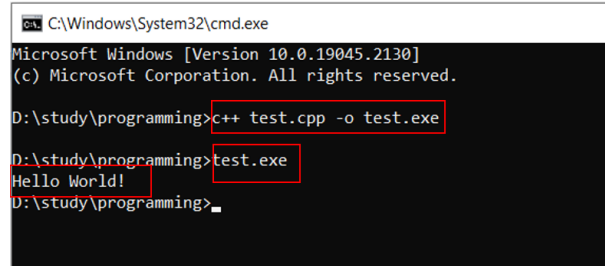 C:\Windows\System32\cmd.exe
Microsoft Windows [Version 10.0.19045.2130]
(c) Microsoft Corporation. All rights reserved.
D:\study\programming>c++ test.cpp -o test.exe
D:\study\programming>test.exe
Hello World!
D:\study\programming>